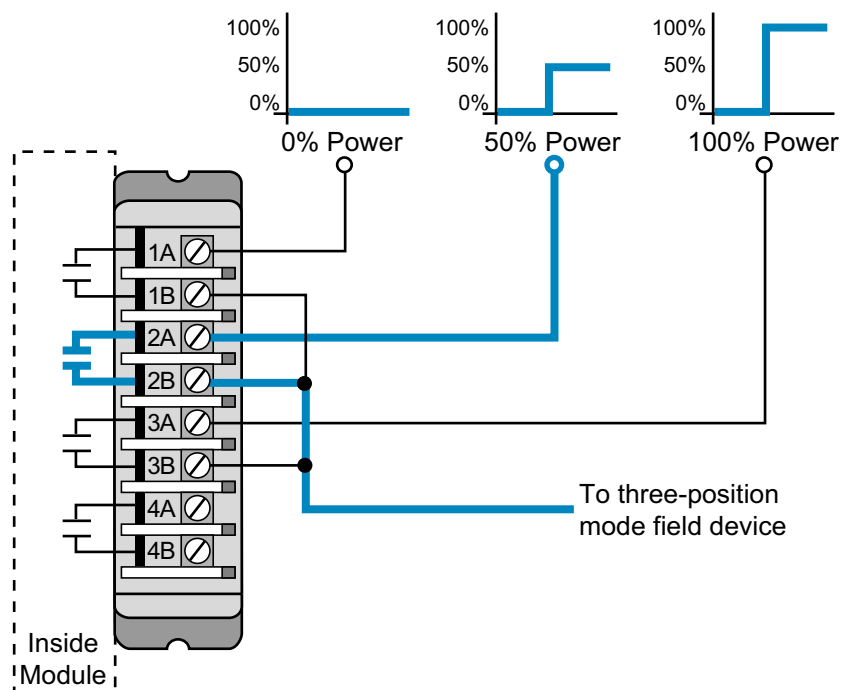 100%
50%
0%
0% Power
100%
50%
0%
50% Power
100%
50%
0%
100% Power
1A
1B
2A
2B
3A
3B
4A
4B
To three-position
mode field device
Inside
Module